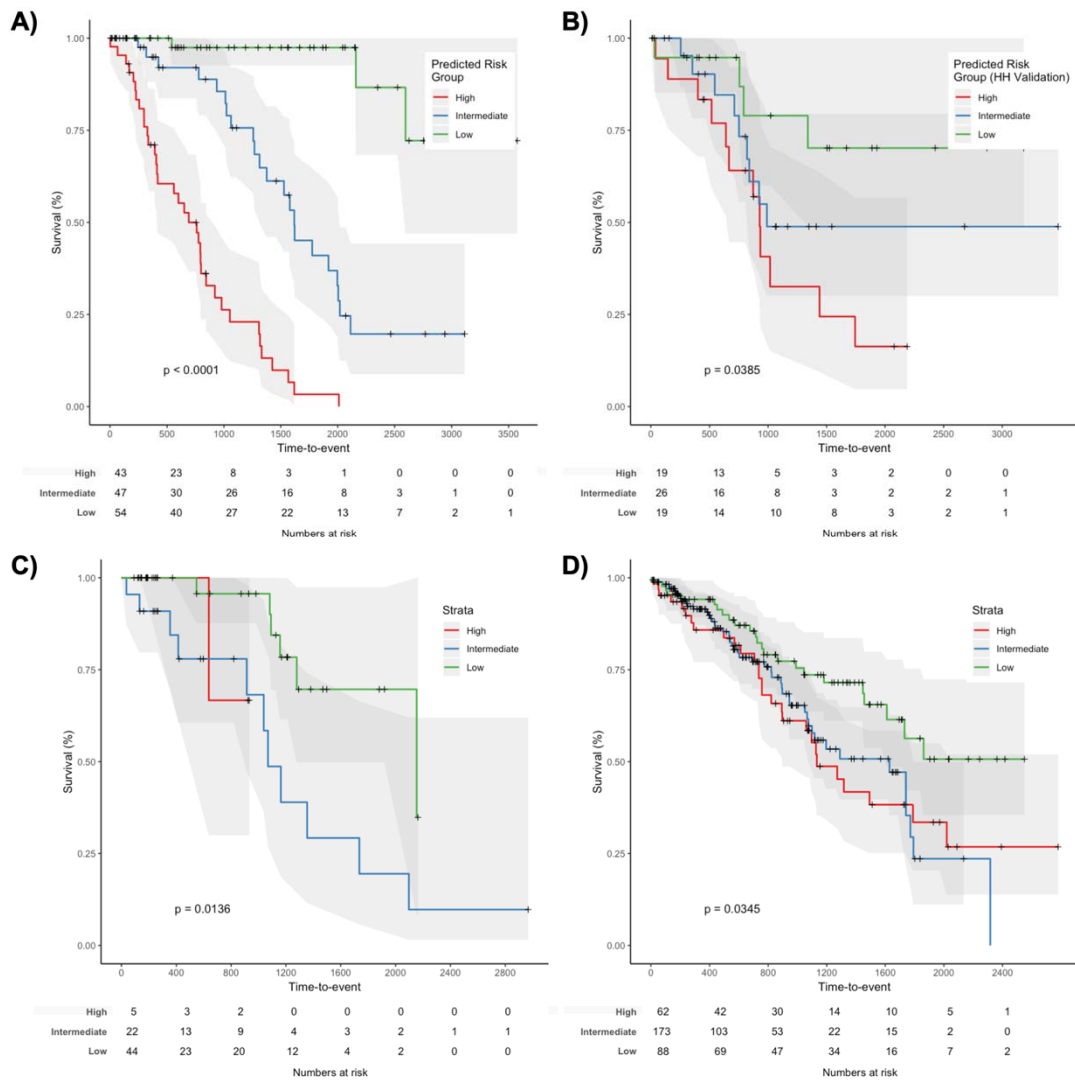 A)
Predicted Risk
Group
High
Intermediate
Low
1.00
0.75
0.50
0.25
0.00
Survival (%)
p < 0.0001
0 500 1000 1500 2000 2500 3000 3500
Time-to-event
High 43 23 8 3 1 0 0 0
Intermediate 47 30 26 16 8 3 1 0
Low 54 40 27 22 13 7 2 1
Numbers at risk
B)
Predicted Risk
Group (HH Validation)
High
Intermediate
Low
1.00
0.75
0.50
0.25
0.00
Survival (%)
p = 0.0385
0 500 1000 1500 2000 2500 3000
Time-to-event
High 19 13 5 3 2 0 0
Intermediate 26 16 8 3 2 2 1
Low 19 14 10 8 3 2 1
Numbers at risk
C)
Strata
High
Intermediate
Low
1.00
0.75
0.50
0.25
0.00
Survival (%)
p = 0.0136
0 400 800 1200 1600 2000 2400 2800
Time-to-event
High 5 3 2 0 0 0 0 0
Intermediate 22 13 9 4 3 2 1 1
Low 44 23 20 12 4 2 0 0
Numbers at risk
D)
Strata
High
Intermediate
Low
1.00
0.75
0.50
0.25
0.00
Survival (%)
p = 0.0345
0 400 800 1200 1600 2000 2400
Time-to-event
High 62 42 30 14 10 5 1
Intermediate 173 103 53 22 15 2 0
Low 88 69 47 34 16 7 2
Numbers at risk